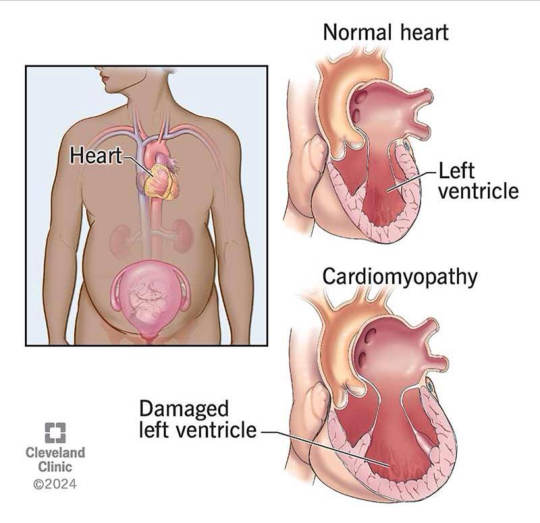 Normal heart
Heart
Left
ventricle
Cardiomyopathy
Damaged
left ventricle
Cleveland
Clinic
©2024